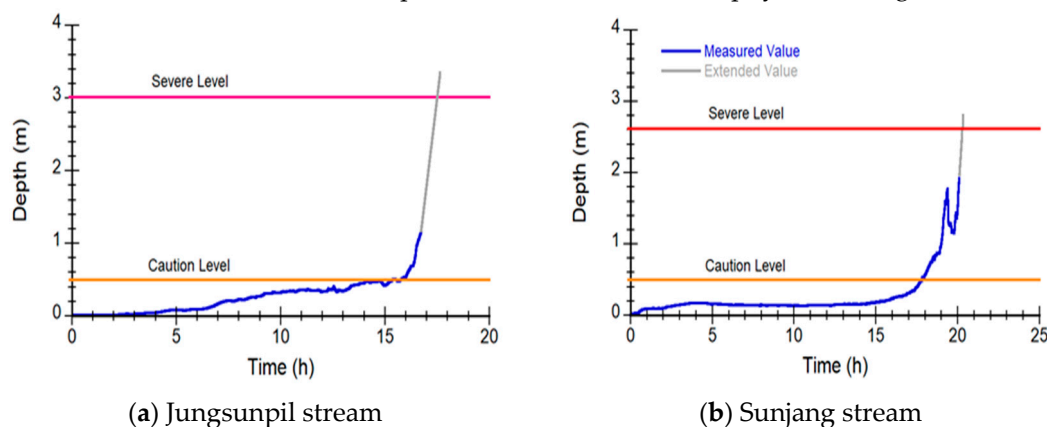 4
3
2
1
0
Depth (m)
Severe Level
Caution Level
0 5 10 15 20
Time (h)
(a) Jungsunpil stream
4
3
2
1
0
Depth (m)
Measured Value
Extended Value
Severe Level
Caution Level
0 5 10 15 20 25
Time (h)
(b) Sunjang stream